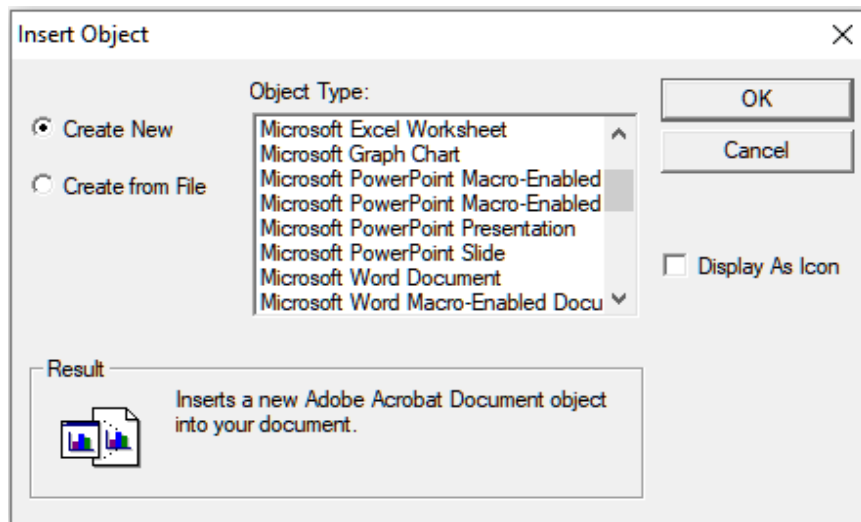 Insert Object
Object Type:
Create New
Create from File
Microsoft Excel Worksheet
Microsoft Graph Chart
Microsoft PowerPoint Macro-Enabled
Microsoft PowerPoint Macro-Enabled
Microsoft PowerPoint Presentation
Microsoft PowerPoint Slide
Microsoft Word Document
Microsoft Word Macro-Enabled Docu
OK
Cancel
Display As Icon
Result
Inserts a new Adobe Acrobat Document object
into your document.